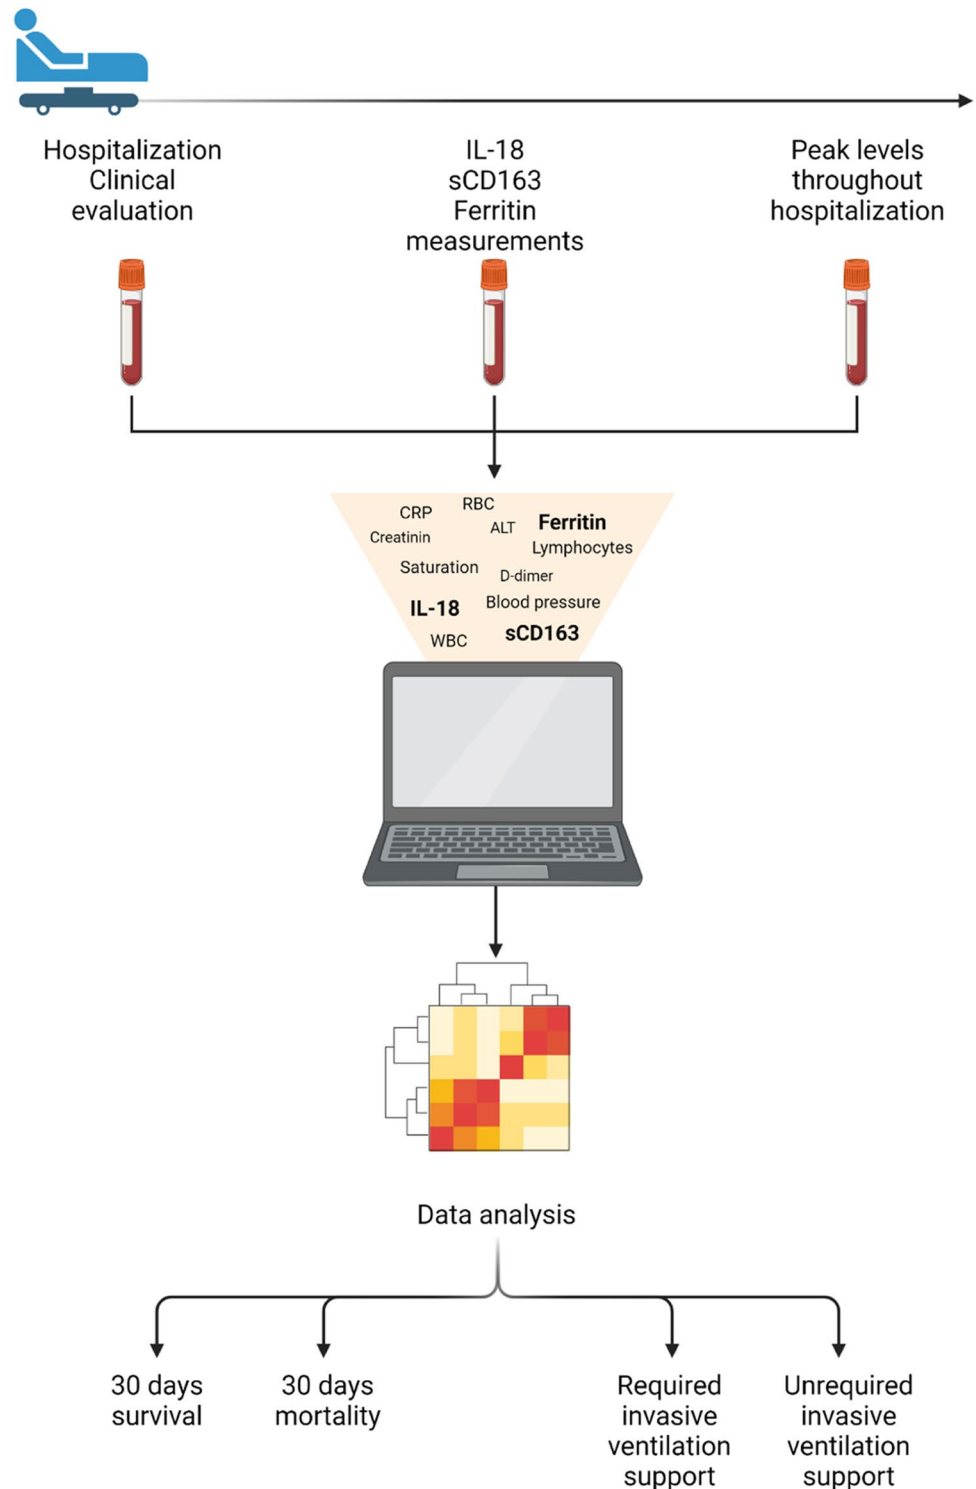 Hospitalization
Clinical
evaluation
IL-18
sCD163
Ferritin
measurements
Peak levels
throughout
hospitalization
CRP
RBC
Creatinin
ALT
Ferritin
Lymphocytes
Saturation
D-dimer
IL-18
Blood pressure
WBC
sCD163
Data analysis
30 days
survival
30 days
mortality
Required
invasive
ventilation
support
Unrequired
invasive
ventilation
support